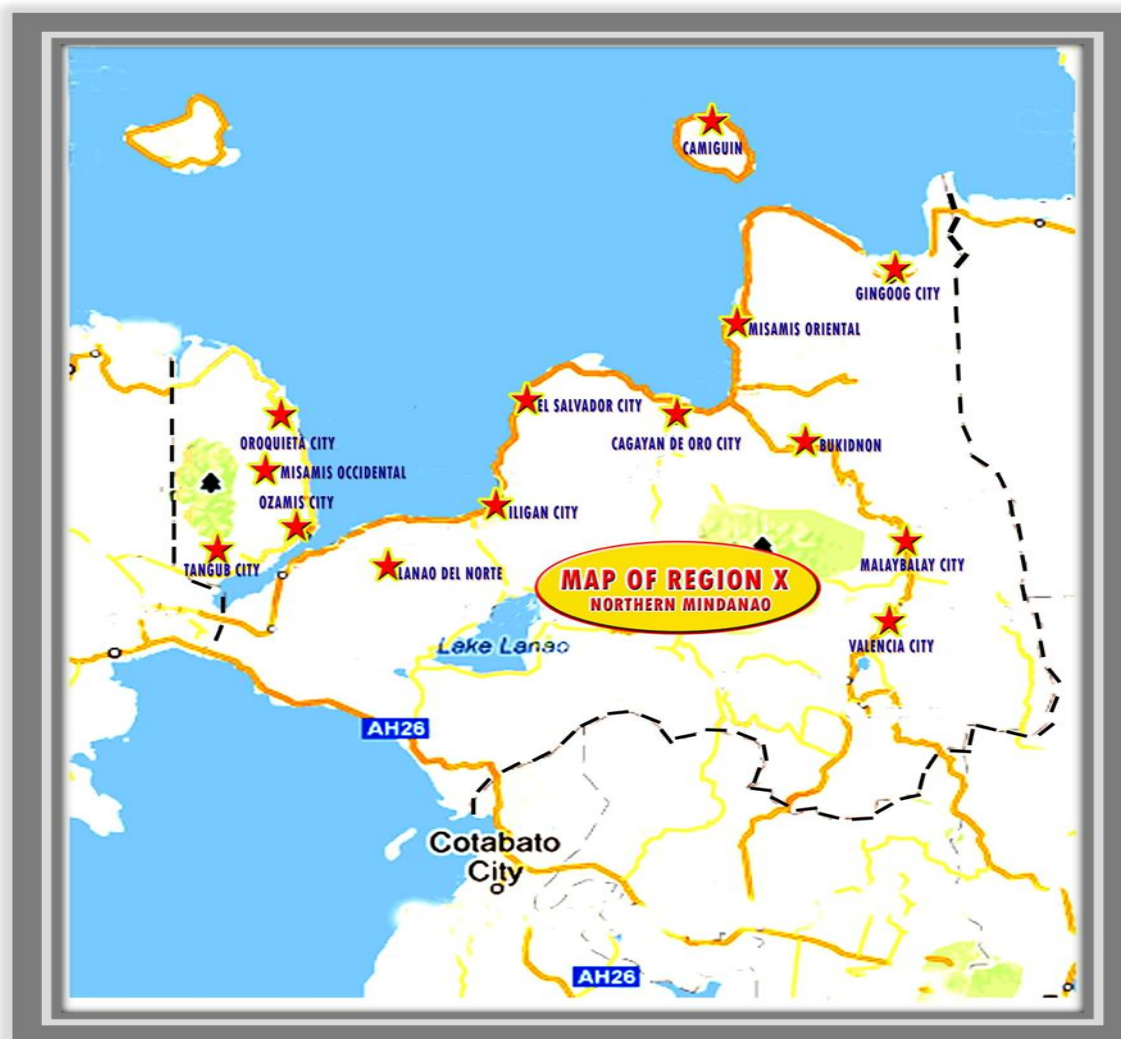 CAMIGUIN
GINGOOG CITY
MISAMIS ORIENTAL
EL SALVADOR CITY
CAGAYAN DE ORO CITY
BUKIDNON
OROQUIETA CITY
MISAMIS OCCIDENTAL
OZAMIS CITY
ILIGAN CITY
TANGUB CITY
LANAO DEL NORTE
MALAYBALAY CITY
MAP OF REGION X
NORTHERN MINDANAO
Lake Lanao
VALENCIA CITY
AH26
Cotabato
City
AH26